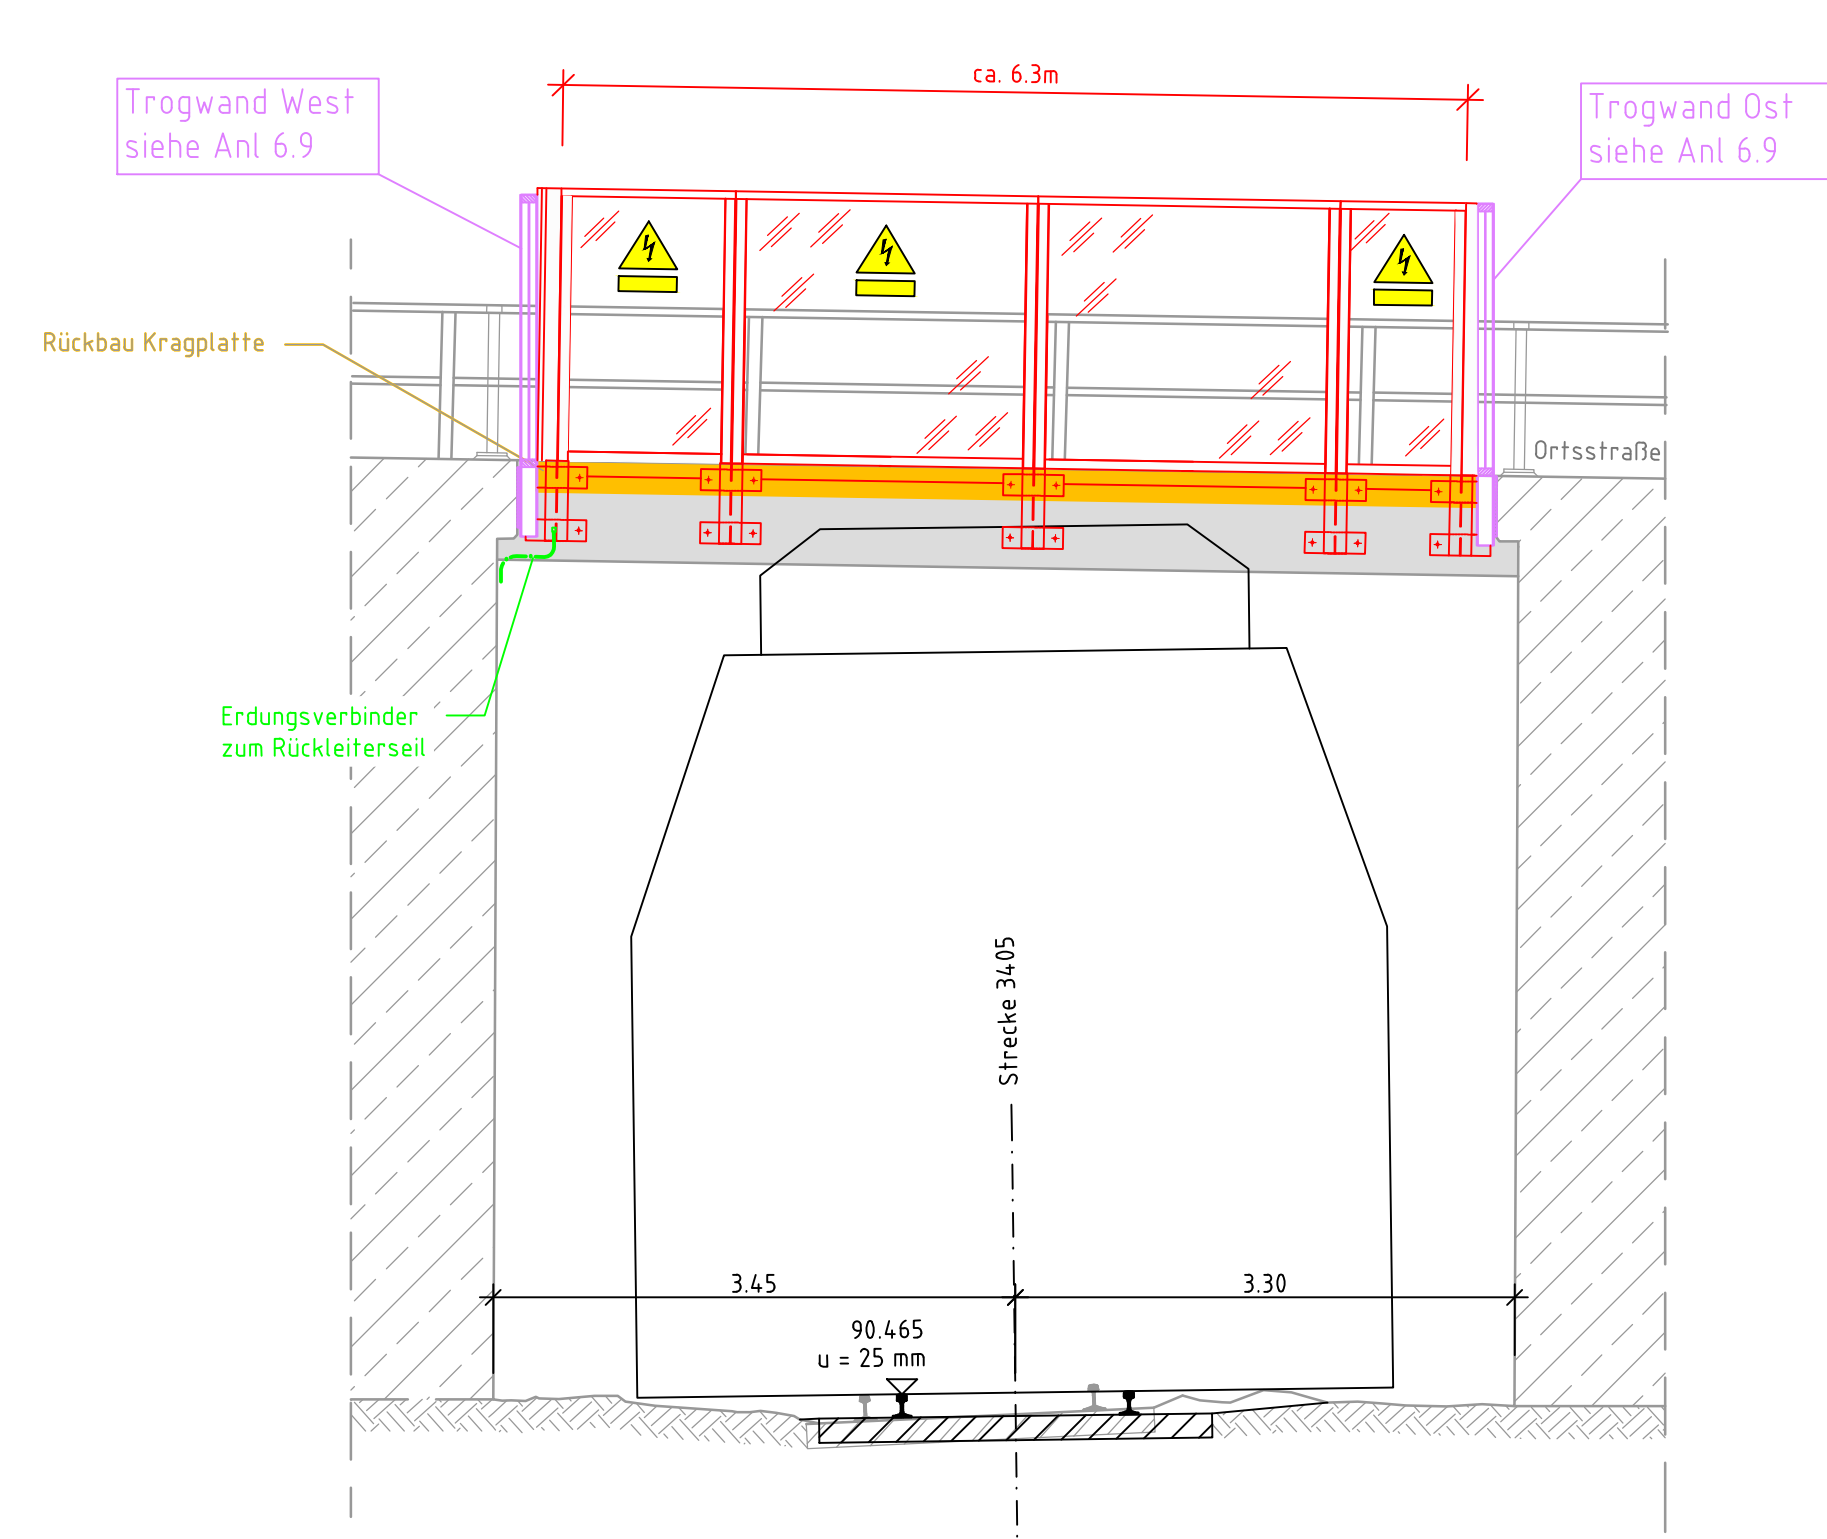 ca. 6.3m
Trogwand West
siehe Anl 6.9
Trogwand Ost
siehe Anl 6.9
Rückbau Kragplatte
Ortsstraße
Erdungsverbinder
zum Rückleiterseil
Strecke 3405
3.45
3.30
90.465
u = 25 mm